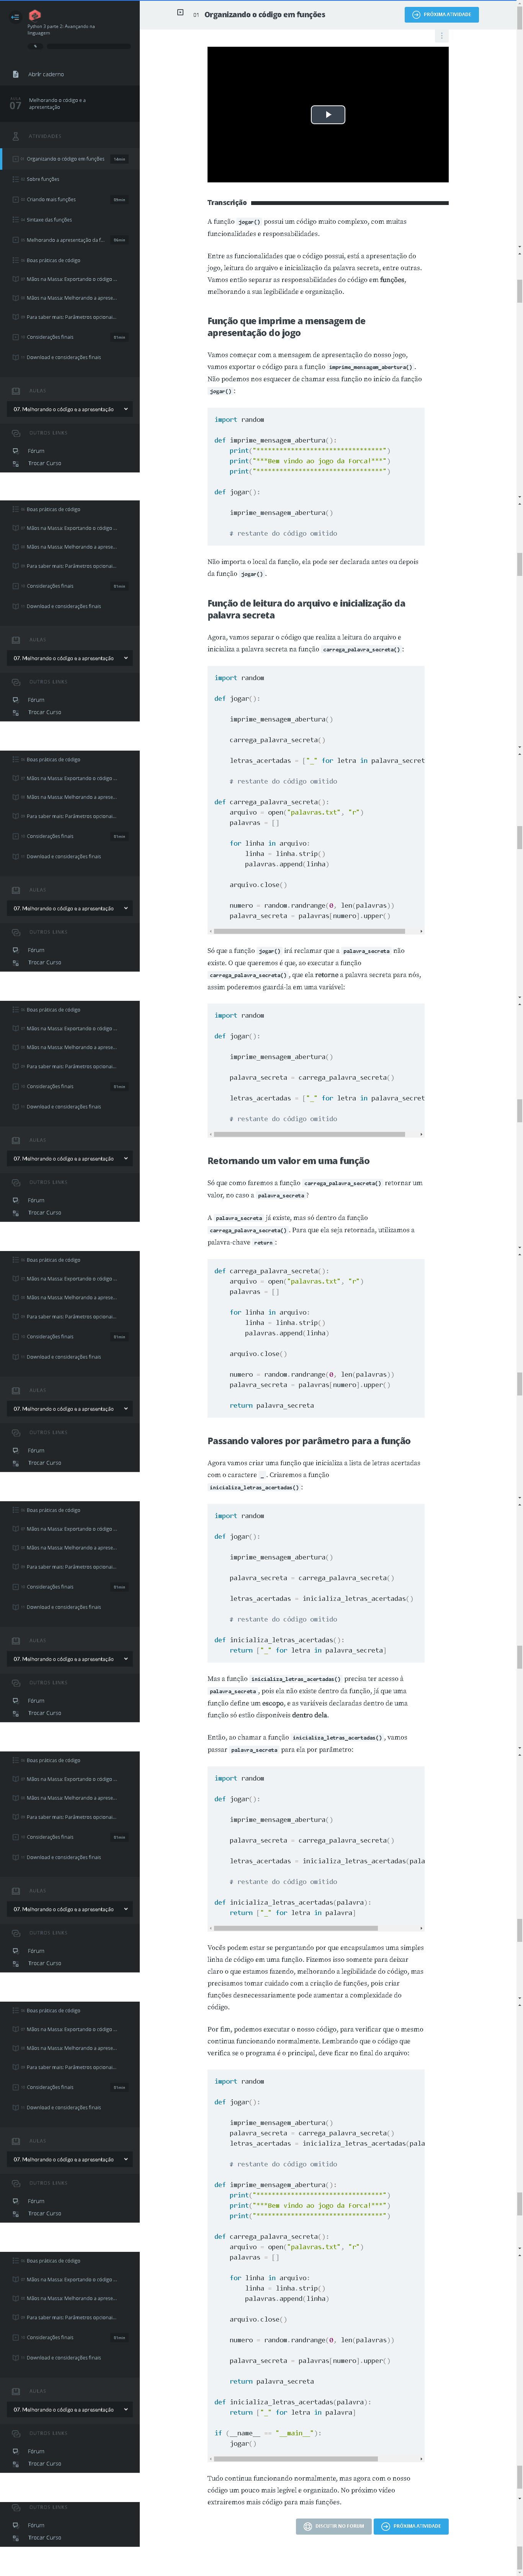 Python 3 parte 2: Avançando na
linguagem
Abrir caderno
07
Melhorando o código e a
apresentação
ATIVIDADES
Organizando o código em funções
Sobre funções
Criando mais funções
Sintaxe das funções
Melhorando a apresentação da f...
Boas práticas de código
Mãos na Massa: Exportando o código ...
Mãos na Massa: Melhorando a aprese...
Para saber mais: Parâmetros opcionai...
Considerações finais
Download e considerações finais
AULAS
07. Melhorando o código e a apresentação
OUTROS LINKS
Fórum
Trocar Curso
01 Organizando o código em funções
PRÓXIMA ATIVIDADE
Transcrição
A função jogar() possui um código muito complexo, com muitas
funcionalidades e responsabilidades.
Entre as funcionalidades que o código possui, está a apresentação do
jogo, leitura do arquivo e inicialização da palavra secreta, entre outras.
Vamos então separar as responsabilidades do código em funções,
melhorando a sua legibilidade e organização.
Função que imprime a mensagem de
apresentação do jogo
Vamos começar com a mensagem de apresentação do nosso jogo,
vamos exportar o código para a função imprime_mensagem_abertura() .
Não podemos nos esquecer de chamar essa função no início da função
jogar() :
import random
def imprime_mensagem_abertura():
print("*********************************")
print("***Bem vindo ao jogo da Forca!***")
print("*********************************")
def jogar():
imprime_mensagem_abertura()
# restante do código omitido
Não importa o local da função, ela pode ser declarada antes ou depois
da função jogar() .
Função de leitura do arquivo e inicialização da
palavra secreta
Agora, vamos separar o código que realiza a leitura do arquivo e
inicializa a palavra secreta na função carrega_palavra_secreta() :
import random
def jogar():
imprime_mensagem_abertura()
carrega_palavra_secreta()
letras_acertadas = ["_" for letra in palavra_secret
# restante do código omitido
def carrega_palavra_secreta():
arquivo = open("palavras.txt", "r")
palavras = []
for linha in arquivo:
linha = linha.strip()
palavras.append(linha)
arquivo.close()
numero = random.randrange(0, len(palavras))
palavra_secreta = palavras[numero].upper()
Só que a função jogar() irá reclamar que a palavra_secreta não
existe. O que queremos é que, ao executar a função
carrega_palavra_secreta() , que ela retorne a palavra secreta para nós,
assim poderemos guardá-la em uma variável:
import random
def jogar():
imprime_mensagem_abertura()
palavra_secreta = carrega_palavra_secreta()
letras_acertadas = ["_" for letra in palavra_secret
# restante do código omitido
Retornando um valor em uma função
Só que como faremos a função carrega_palavra_secreta() retornar um
valor, no caso a palavra_secreta ?
A palavra_secreta já existe, mas só dentro da função
carrega_palavra_secreta() . Para que ela seja retornada, utilizamos a
palavra-chave return :
def carrega_palavra_secreta():
arquivo = open("palavras.txt", "r")
palavras = []
for linha in arquivo:
linha = linha.strip()
palavras.append(linha)
arquivo.close()
numero = random.randrange(0, len(palavras))
palavra_secreta = palavras[numero].upper()
return palavra_secreta
Passando valores por parâmetro para a função
Agora vamos criar uma função que inicializa a lista de letras acertadas
com o caractere _ . Criaremos a função
inicializa_letras_acertadas() :
import random
def jogar():
imprime_mensagem_abertura()
palavra_secreta = carrega_palavra_secreta()
letras_acertadas = inicializa_letras_acertadas()
# restante do código omitido
def inicializa_letras_acertadas():
return ["_" for letra in palavra_secreta]
Mas a função inicializa_letras_acertadas() precisa ter acesso à
palavra_secreta , pois ela não existe dentro da função, já que uma
função define um escopo, e as variáveis declaradas dentro de uma
função só estão disponíveis dentro dela.
Então, ao chamar a função inicializa_letras_acertadas() , vamos
passar palavra_secreta para ela por parâmetro:
import random
def jogar():
imprime_mensagem_abertura()
palavra_secreta = carrega_palavra_secreta()
letras_acertadas = inicializa_letras_acertadas(pala
# restante do código omitido
def inicializa_letras_acertadas(palavra):
return ["_" for letra in palavra]
Vocês podem estar se perguntando por que encapsulamos uma simples
linha de código em uma função. Fizemos isso somente para deixar
claro o que estamos fazendo, melhorando a legibilidade do código, mas
precisamos tomar cuidado com a criação de funções, pois criar
funções desnecessariamente pode aumentar a complexidade do
código.
Por fim, podemos executar o nosso código, para verificar que o mesmo
continua funcionando normalmente. Lembrando que o código que
verifica se o programa é o principal, deve ficar no final do arquivo:
import random
def jogar():
imprime_mensagem_abertura()
palavra_secreta = carrega_palavra_secreta()
letras_acertadas = inicializa_letras_acertadas(pala
# restante do código omitido
def imprime_mensagem_abertura():
print("*********************************")
print("***Bem vindo ao jogo da Forca!***")
print("*********************************")
def carrega_palavra_secreta():
arquivo = open("palavras.txt", "r")
palavras = []
for linha in arquivo:
linha = linha.strip()
palavras.append(linha)
arquivo.close()
numero = random.randrange(0, len(palavras))
palavra_secreta = palavras[numero].upper()
return palavra_secreta
def inicializa_letras_acertadas(palavra):
return ["_" for letra in palavra]
if (__name__ == "__main__"):
jogar()
Tudo continua funcionando normalmente, mas agora com o nosso
código um pouco mais legível e organizado. No próximo vídeo
extrairemos mais código para mais funções.
DISCUTIR NO FORUM
PRÓXIMA ATIVIDADE